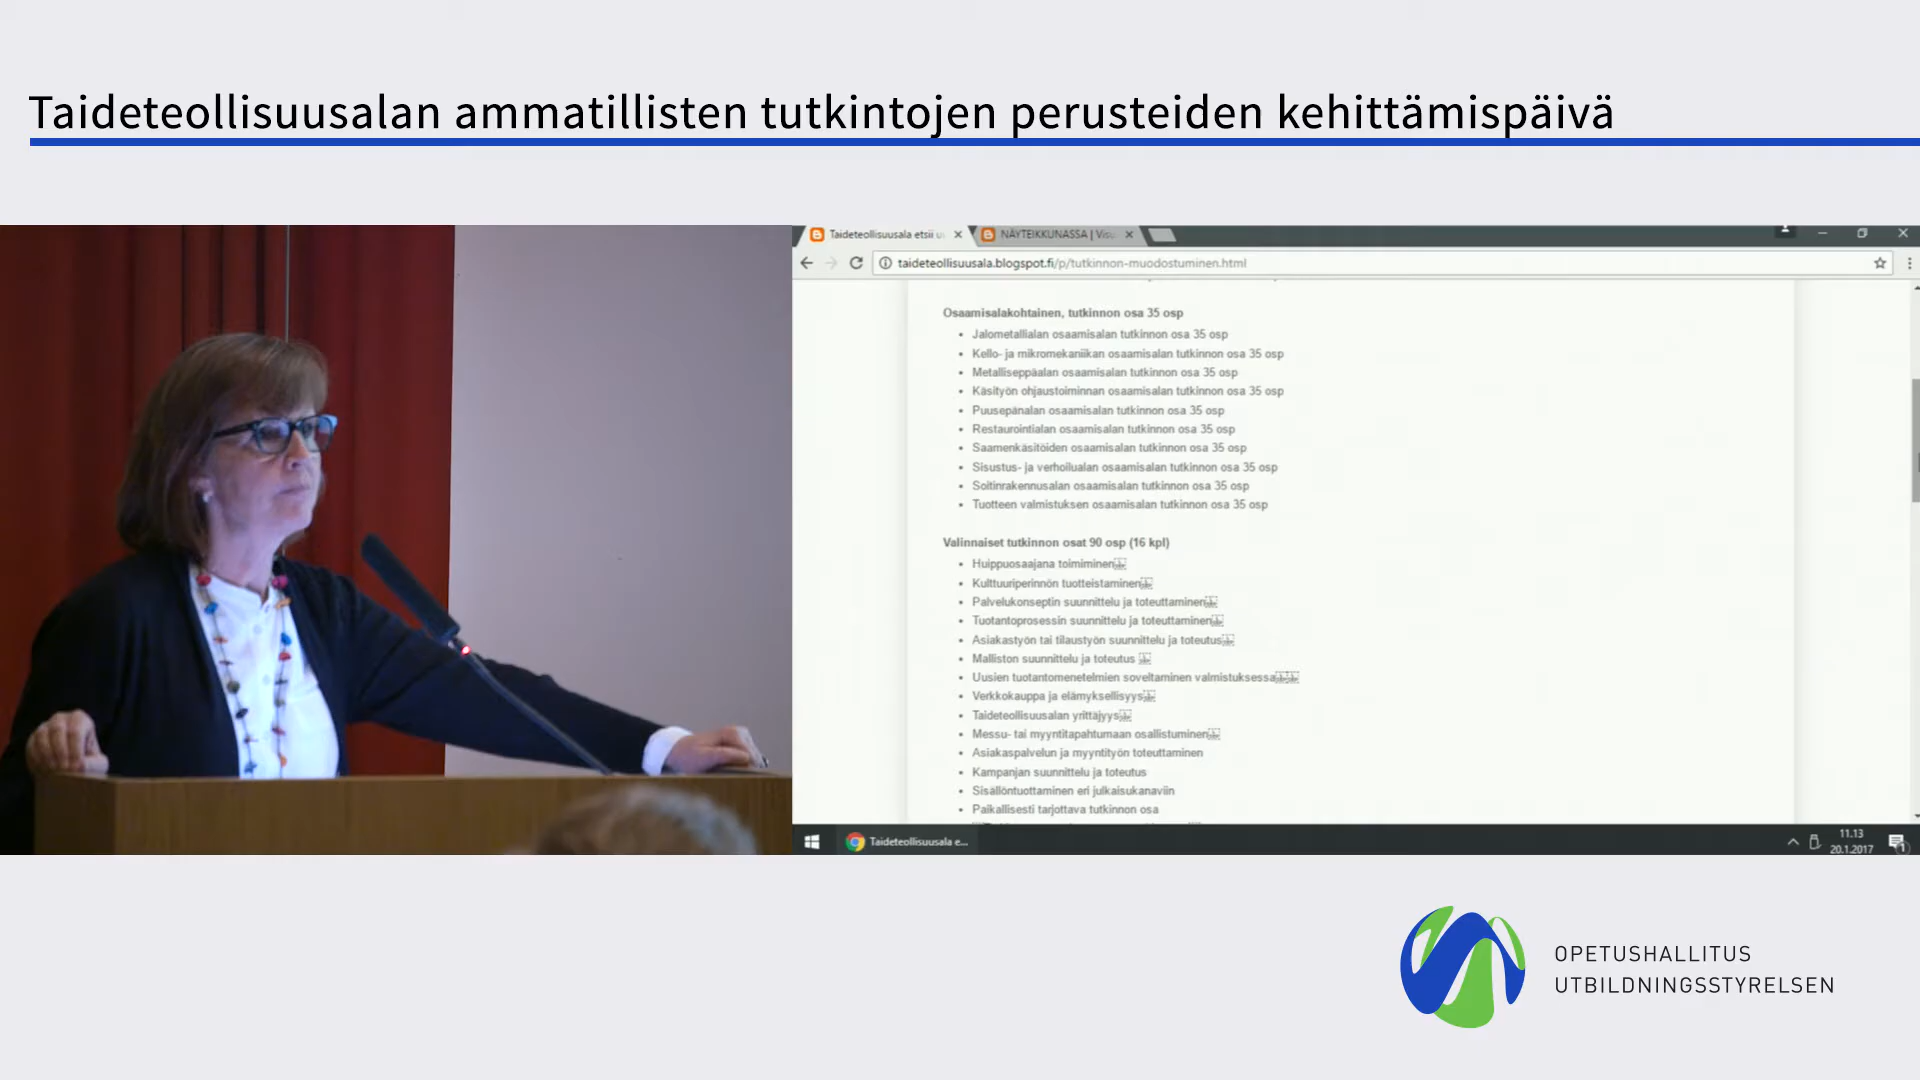 Taideteollisuusalan ammatillisten tutkintojen perusteiden kehittämispäivä
Taideteollisuusala etsii u
NÄYTEIKKUNASSA | Visu
taideteollisuusala.blogspot.fi/p/tutkinnon-muodostuminen.html
Osaamisalakohtainen, tutkinnon osa 35 osp
• Jalometallialan osaamisalan tutkinnon osa 35 osp
• Kello- ja mikromekaniikan osaamisalan tutkinnon osa 35 osp
• Metalliseppäalan osaamisalan tutkinnon osa 35 osp
• Käsityön ohjaustoiminnan osaamisalan tutkinnon osa 35 osp
• Puusepänalan osaamisalan tutkinnon osa 35 osp
• Restaurointialan osaamisalan tutkinnon osa 35 osp
• Saamenkäsitöiden osaamisalan tutkinnon osa 35 osp
• Sisustus- ja verhoilualan osaamisalan tutkinnon osa 35 osp
• Soitinrakennusalan osaamisalan tutkinnon osa 35 osp
• Tuotteen valmistuksen osaamisalan tutkinnon osa 35 osp
Valinnaiset tutkinnon osat 90 osp (16 kpl)
• Huippuosaajana toimiminen
• Kulttuuriperinnön tuotteistaminen
• Palvelukonseptin suunnittelu ja toteuttaminen
• Tuotantoprosessin suunnittelu ja toteuttaminen
• Asiakastyön tai tilaustyön suunnittelu ja toteutus
• Malliston suunnittelu ja toteutus
• Uusien tuotantomenetelmien soveltaminen valmistuksessa
• Verkkokauppa ja elämyksellisyys
• Taideteollisuusalan yrittäjyys
• Messu- tai myyntitapahtumaan osallistuminen
• Asiakaspalvelun ja myyntityön toteuttaminen
• Kampanjan suunnittelu ja toteutus
• Sisällöntuottaminen eri julkaisukanaviin
• Paikallisesti tarjottava tutkinnon osa
Taideteollisuusala e...
11.13
20.1.2017
1
OPETUSHALLITUS
UTBILDNINGSSTYRELSEN